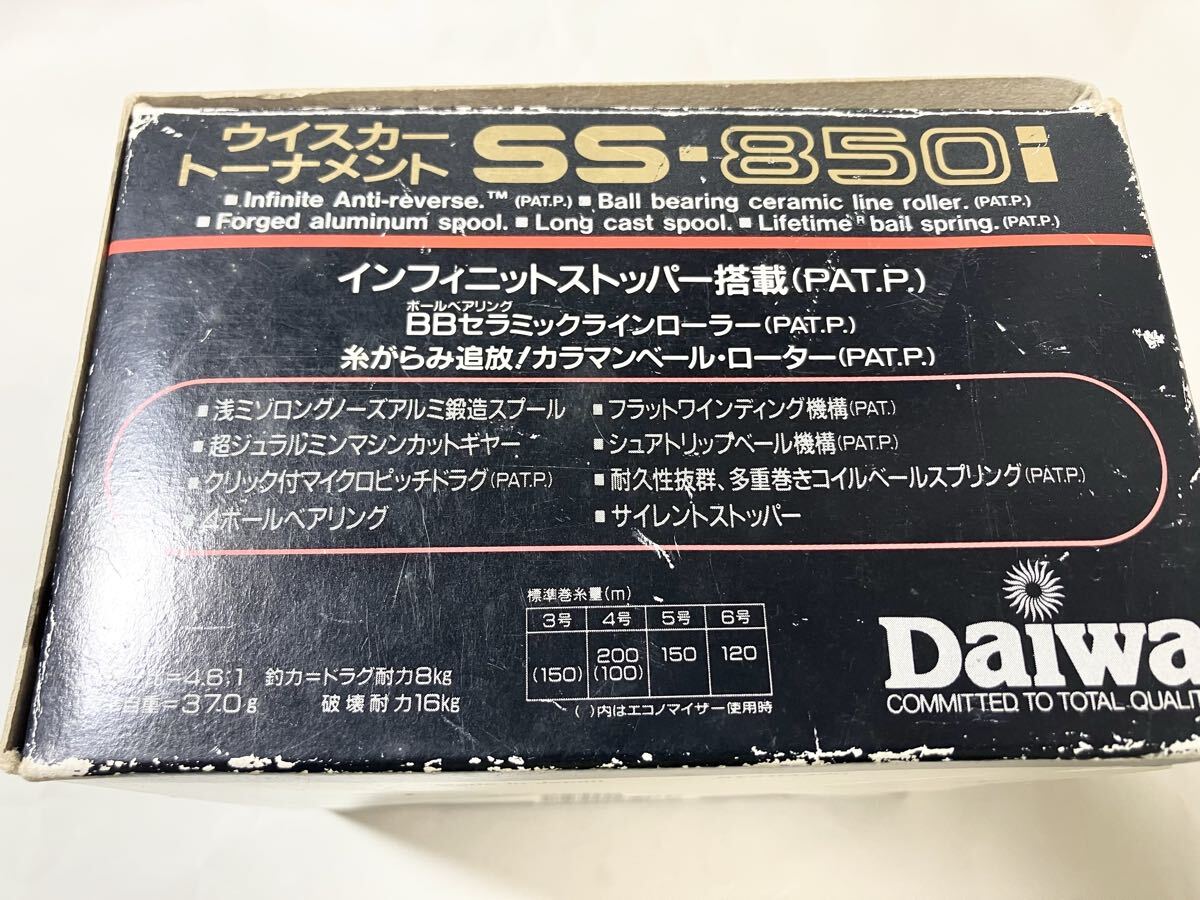 ウイスカー
トーナメント SS-850i
■ Infinite Anti-reverse.™ (PAT.P.) ■ Ball bearing ceramic line roller. (PAT.P.)
■ Forged aluminum spool. ■ Long cast spool. ■ Lifetime® bail spring. (PAT.P.)
インフィニットストッパー搭載(PAT.P.)
ボールベアリング
BBセラミックラインローラー(PAT.P.)
糸がらみ追放!カラマンベール・ローター(PAT.P.)
■浅ミゾロングノーズアルミ鍛造スプール ■フラットワインディング機構(PAT.)
■超ジュラルミンマシンカットギヤー ■シュアトリップベール機構(PAT.P.)
■クリック付マイクロピッチドラグ(PAT.P.) ■耐久性抜群、多重巻きコイルベールスプリング(PAT.P.)
■4ボールベアリング ■サイレントストッパー
標準巻糸量(m)
3号 4号 5号 6号
(150) 200 (100) 150 120
( )内はエコノマイザー使用時
=4.6:1 釣力=ドラグ耐力8kg
自重=370g 破壊耐力16kg
Daiwa
COMMITTED TO TOTAL QUALIT